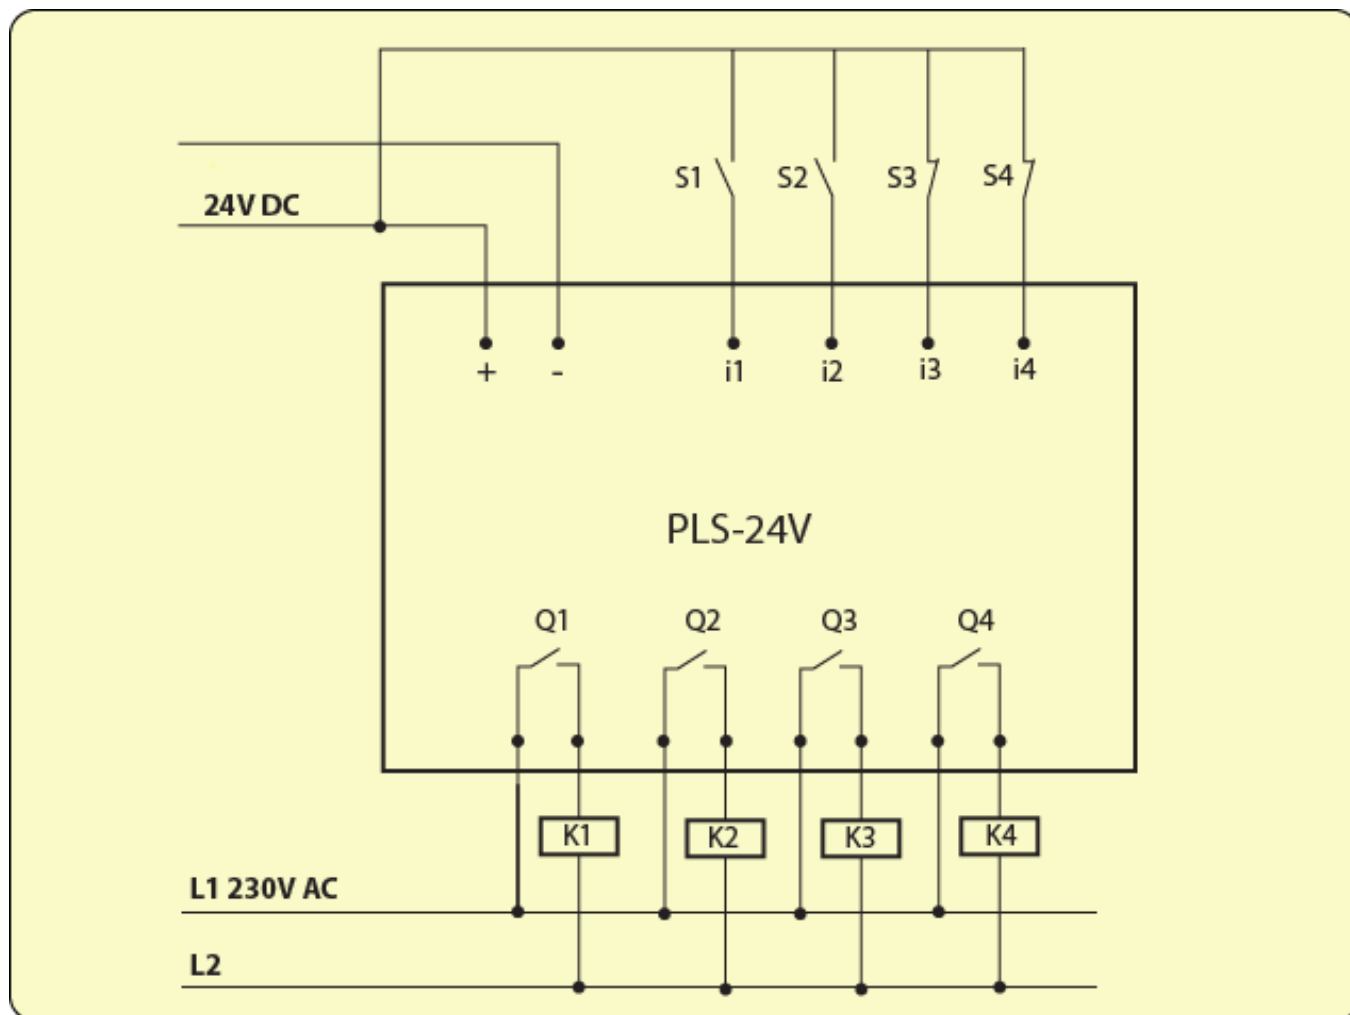 S1 S2 S3 S4
24V DC
+ - i1 i2 i3 i4
PLS-24V
Q1 Q2 Q3 Q4
K1 K2 K3 K4
L1 230V AC
L2